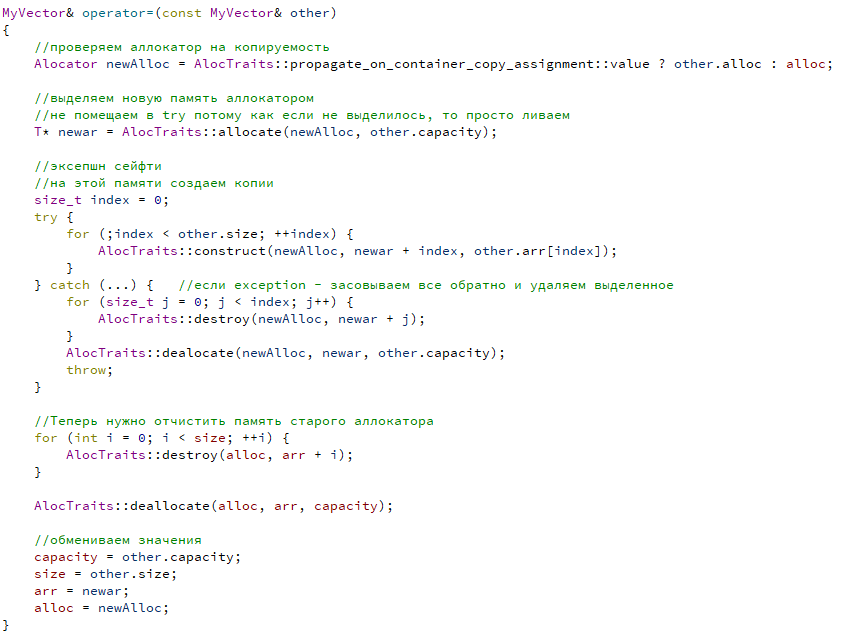 MyVector& operator=(const MyVector& other)
{
    //проверяем аллокатор на копируемость
    Alocator newAlloc = AlocTraits::propagate_on_container_copy_assignment::value ? other.alloc : alloc;

    //выделяем новую память аллокатором
    //не помещаем в try потому как если не выделилось, то просто ливаем
    T* newar = AlocTraits::allocate(newAlloc, other.capacity);

    //эксепшн сейфти
    //на этой памяти создаем копии
    size_t index = 0;
    try {
        for (;index < other.size; ++index) {
            AlocTraits::construct(newAlloc, newar + index, other.arr[index]);
        }
    } catch (...) {   //если exception - засовываем все обратно и удаляем выделенное
        for (size_t j = 0; j < index; j++) {
            AlocTraits::destroy(newAlloc, newar + j);
        }
        AlocTraits::dealocate(newAlloc, newar, other.capacity);
        throw;
    }

    //Теперь нужно отчистить память старого аллокатора
    for (int i = 0; i < size; ++i) {
        AlocTraits::destroy(alloc, arr + i);
    }

    AlocTraits::deallocate(alloc, arr, capacity);

    //обмениваем значения
    capacity = other.capacity;
    size = other.size;
    arr = newar;
    alloc = newAlloc;
}